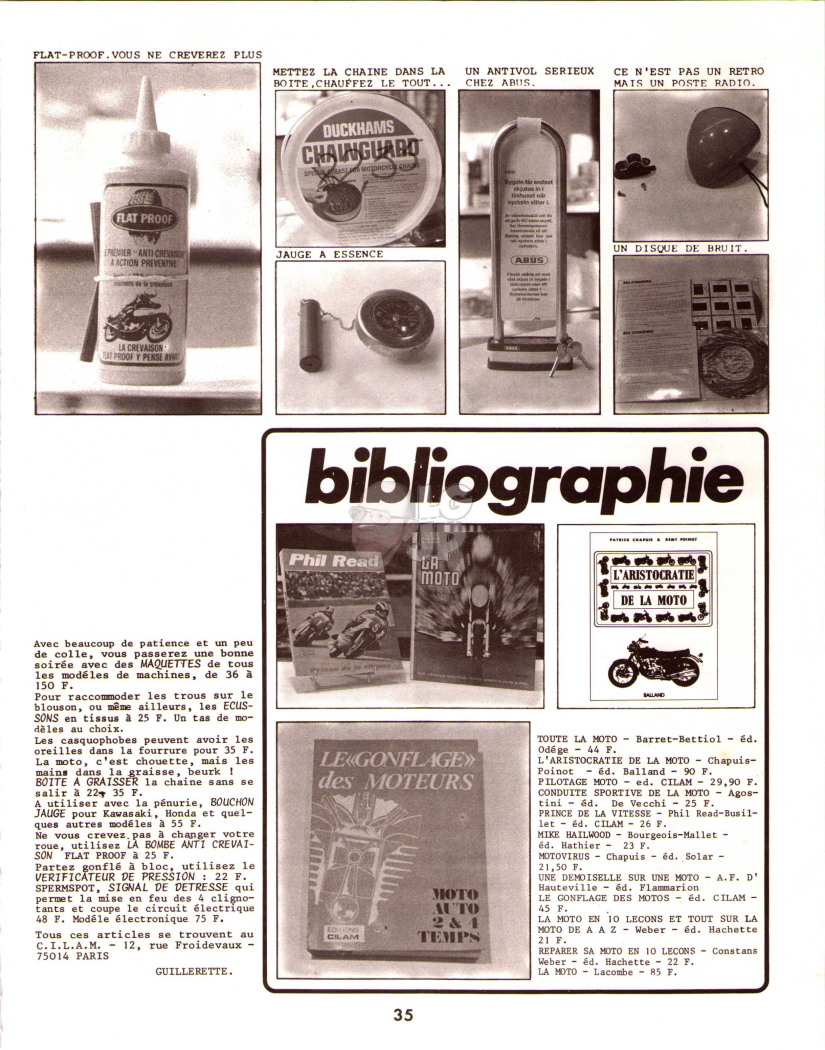 FLAT-PROOF.VOUS NE CREVEREZ PLUS
METTEZ LA CHAINE DANS LA
BOITE,CHAUFFEZ LE TOUT...
UN ANTIVOL SERIEUX
CHEZ ABUS.
CE N'EST PAS UN RETRO
MAIS UN POSTE RADIO.
FLAT PROOF
PREMIER "ANTI-CREVAISON"
A ACTION PREVENTIVE
LA CREVAISON
FLAT PROOF Y PENSE AVANT
DUCKHAMS
CHAINGUARD
JAUGE A ESSENCE
Bygeln får endast
skjutas in i
låshuset när
nyckeln sitter i.
ABUS
UN DISQUE DE BRUIT.
bibliographie
Phil Read
LA
MOTO
PATRICE CHAPUIS & REMY POINOT
L'ARISTOCRATIE
DE LA MOTO
BALLAND
LE«GONFLAGE»
des MOTEURS
MOTO
AUTO
2 & 4
TEMPS
EDITIONS
CILAM
Avec beaucoup de patience et un peu
de colle, vous passerez une bonne
soirée avec des MAQUETTES de tous
les modéles de machines, de 36 à
150 F.
Pour raccommoder les trous sur le
blouson, ou même ailleurs, les ECUS-
SONS en tissus à 25 F. Un tas de mo-
dèles au choix.
Les casquophobes peuvent avoir les
oreilles dans la fourrure pour 35 F.
La moto, c'est chouette, mais les
mains dans la graisse, beurk !
BOITE A GRAISSER la chaine sans se
salir à 22, 35 F.
A utiliser avec la pénurie, BOUCHON
JAUGE pour Kawasaki, Honda et quel-
ques autres modéles à 55 F.
Ne vous crevez pas à changer votre
roue, utilisez LA BOMBE ANTI CREVAI-
SON FLAT PROOF à 25 F.
Partez gonflé à bloc, utilisez le
VERIFICATEUR DE PRESSION : 22 F.
SPERMSPOT, SIGNAL DE DETRESSE qui
permet la mise en feu des 4 cligno-
tants et coupe le circuit électrique
48 F. Modéle électronique 75 F.
Tous ces articles se trouvent au
C.I.L.A.M. - 12, rue Froidevaux -
75014 PARIS
GUILLERETTE.
TOUTE LA MOTO - Barret-Bettiol - éd.
Odége - 44 F.
L'ARISTOCRATIE DE LA MOTO - Chapuis-
Poinot - éd. Balland - 90 F.
PILOTAGE MOTO - ed. CILAM - 29,90 F.
CONDUITE SPORTIVE DE LA MOTO - Agos-
tini - éd. De Vecchi - 25 F.
PRINCE DE LA VITESSE - Phil Read-Busil-
let - éd. CILAM - 26 F.
MIKE HAILWOOD - Bourgeois-Mallet -
éd. Hathier - 23 F.
MOTOVIRUS - Chapuis - éd. Solar -
21,50 F.
UNE DEMOISELLE SUR UNE MOTO - A.F. D'
Hauteville - éd. Flammarion
LE GONFLAGE DES MOTOS - éd. CILAM -
45 F.
LA MOTO EN 10 LECONS ET TOUT SUR LA
MOTO DE A A Z - Weber - éd. Hachette
21 F.
REPARER SA MOTO EN 10 LECONS - Constans
Weber - éd. Hachette - 22 F.
LA MOTO - Lacombe - 85 F.
35